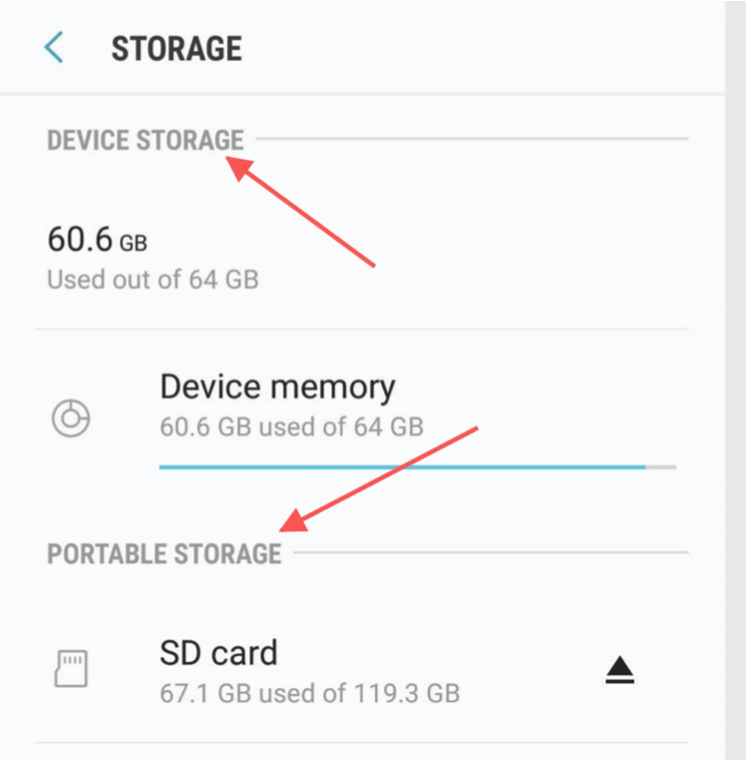 STORAGE
DEVICE STORAGE
60.6 GB
Used out of 64 GB
Device memory
60.6 GB used of 64 GB
PORTABLE STORAGE
SD card
67.1 GB used of 119.3 GB